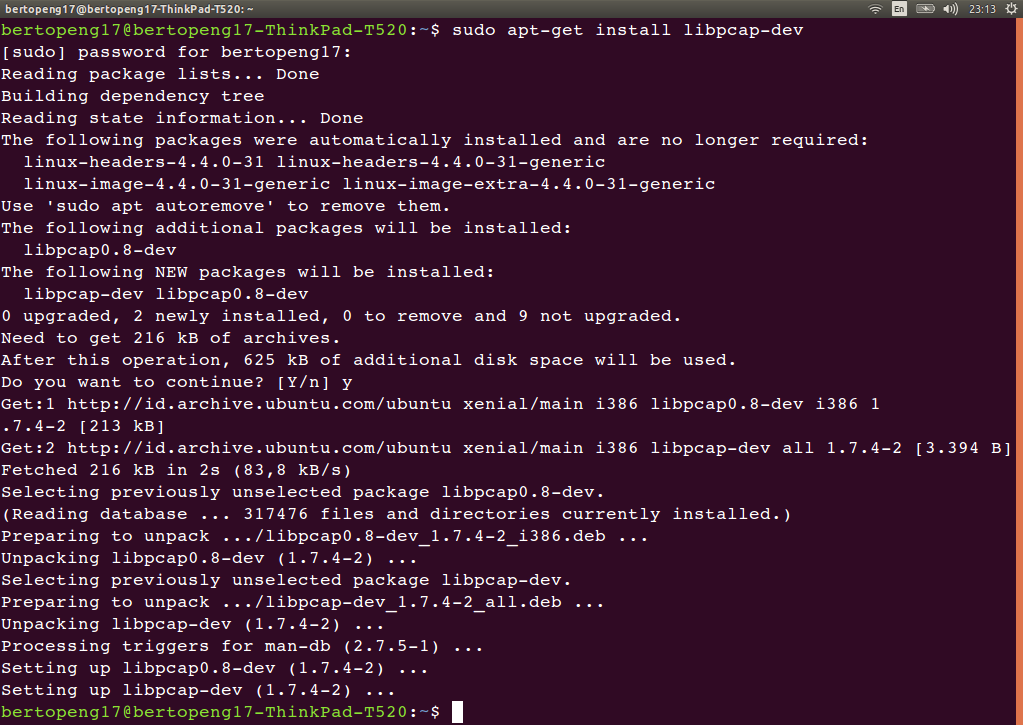 bertopeng17@bertopeng17-ThinkPad-T520: ~
En
23:13
bertopeng17@bertopeng17-ThinkPad-T520:~$ sudo apt-get install libpcap-dev
[sudo] password for bertopeng17:
Reading package lists... Done
Building dependency tree
Reading state information... Done
The following packages were automatically installed and are no longer required:
  linux-headers-4.4.0-31 linux-headers-4.4.0-31-generic
  linux-image-4.4.0-31-generic linux-image-extra-4.4.0-31-generic
Use 'sudo apt autoremove' to remove them.
The following additional packages will be installed:
  libpcap0.8-dev
The following NEW packages will be installed:
  libpcap-dev libpcap0.8-dev
0 upgraded, 2 newly installed, 0 to remove and 9 not upgraded.
Need to get 216 kB of archives.
After this operation, 625 kB of additional disk space will be used.
Do you want to continue? [Y/n] y
Get:1 http://id.archive.ubuntu.com/ubuntu xenial/main i386 libpcap0.8-dev i386 1
.7.4-2 [213 kB]
Get:2 http://id.archive.ubuntu.com/ubuntu xenial/main i386 libpcap-dev all 1.7.4-2 [3.394 B]
Fetched 216 kB in 2s (83,8 kB/s)
Selecting previously unselected package libpcap0.8-dev.
(Reading database ... 317476 files and directories currently installed.)
Preparing to unpack .../libpcap0.8-dev_1.7.4-2_i386.deb ...
Unpacking libpcap0.8-dev (1.7.4-2) ...
Selecting previously unselected package libpcap-dev.
Preparing to unpack .../libpcap-dev_1.7.4-2_all.deb ...
Unpacking libpcap-dev (1.7.4-2) ...
Processing triggers for man-db (2.7.5-1) ...
Setting up libpcap0.8-dev (1.7.4-2) ...
Setting up libpcap-dev (1.7.4-2) ...
bertopeng17@bertopeng17-ThinkPad-T520:~$